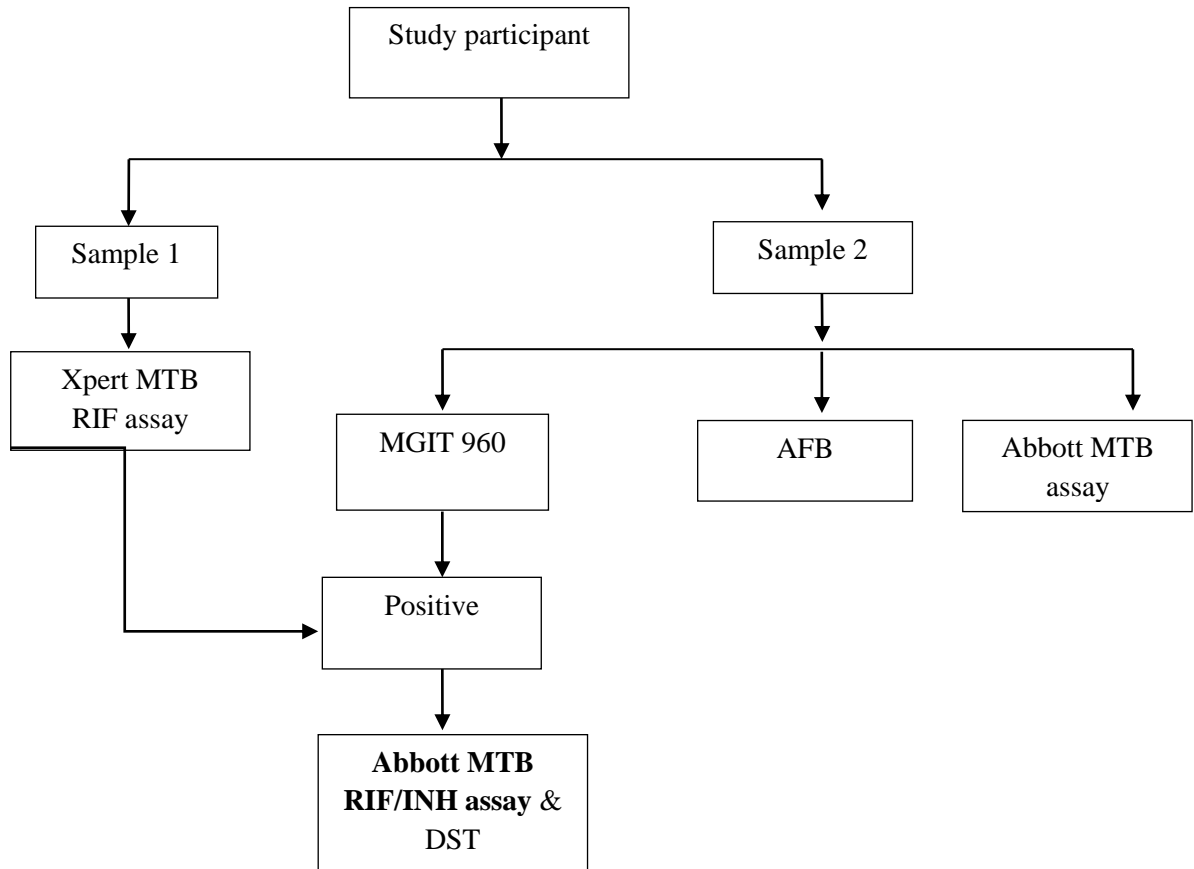 Study participant
Sample 1
Sample 2
Xpert MTB
RIF assay
MGIT 960
AFB
Abbott MTB
assay
Positive
Abbott MTB
RIF/INH assay &
DST